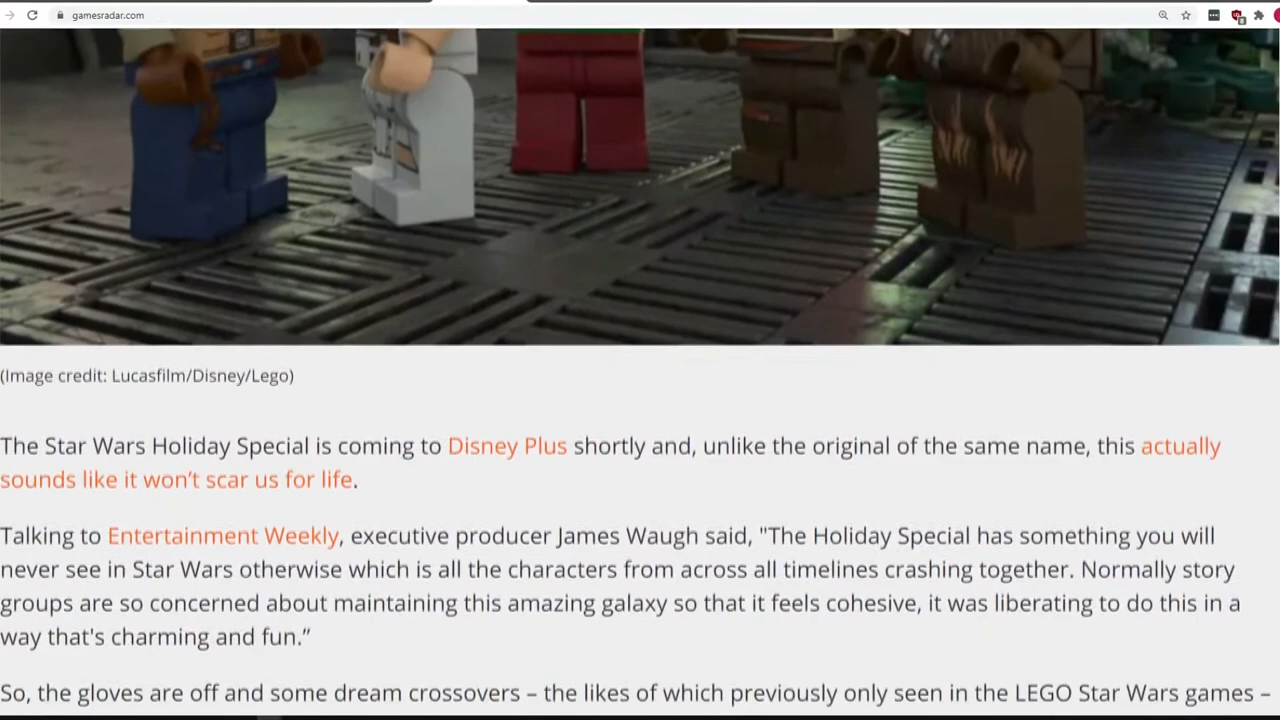 gamesradar.com
(Image credit: Lucasfilm/Disney/Lego)
The Star Wars Holiday Special is coming to Disney Plus shortly and, unlike the original of the same name, this actually
sounds like it won’t scar us for life.
Talking to Entertainment Weekly, executive producer James Waugh said, "The Holiday Special has something you will
never see in Star Wars otherwise which is all the characters from across all timelines crashing together. Normally story
groups are so concerned about maintaining this amazing galaxy so that it feels cohesive, it was liberating to do this in a
way that's charming and fun.”
So, the gloves are off and some dream crossovers – the likes of which previously only seen in the LEGO Star Wars games –